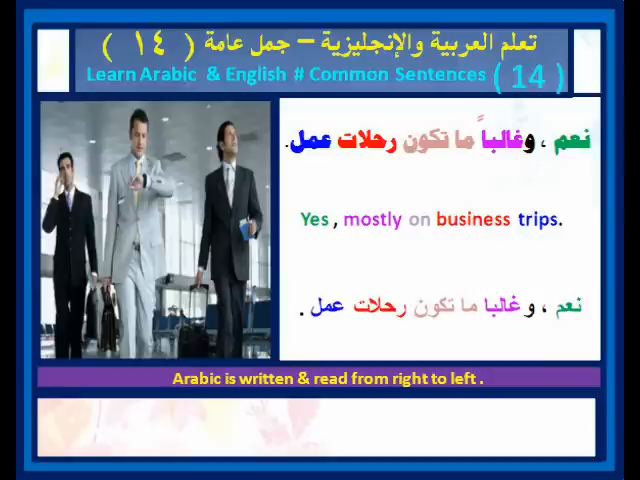 تعلم العربية والإنجليزية – جمل عامة ( ١٤ )
Learn Arabic & English # Common Sentences ( 14 )
نعم ، وغالباً ما تكون رحلات عمل.
Yes , mostly on business trips.
نعم ، و غالبا ما تكون رحلات عمل .
Arabic is written & read from right to left .